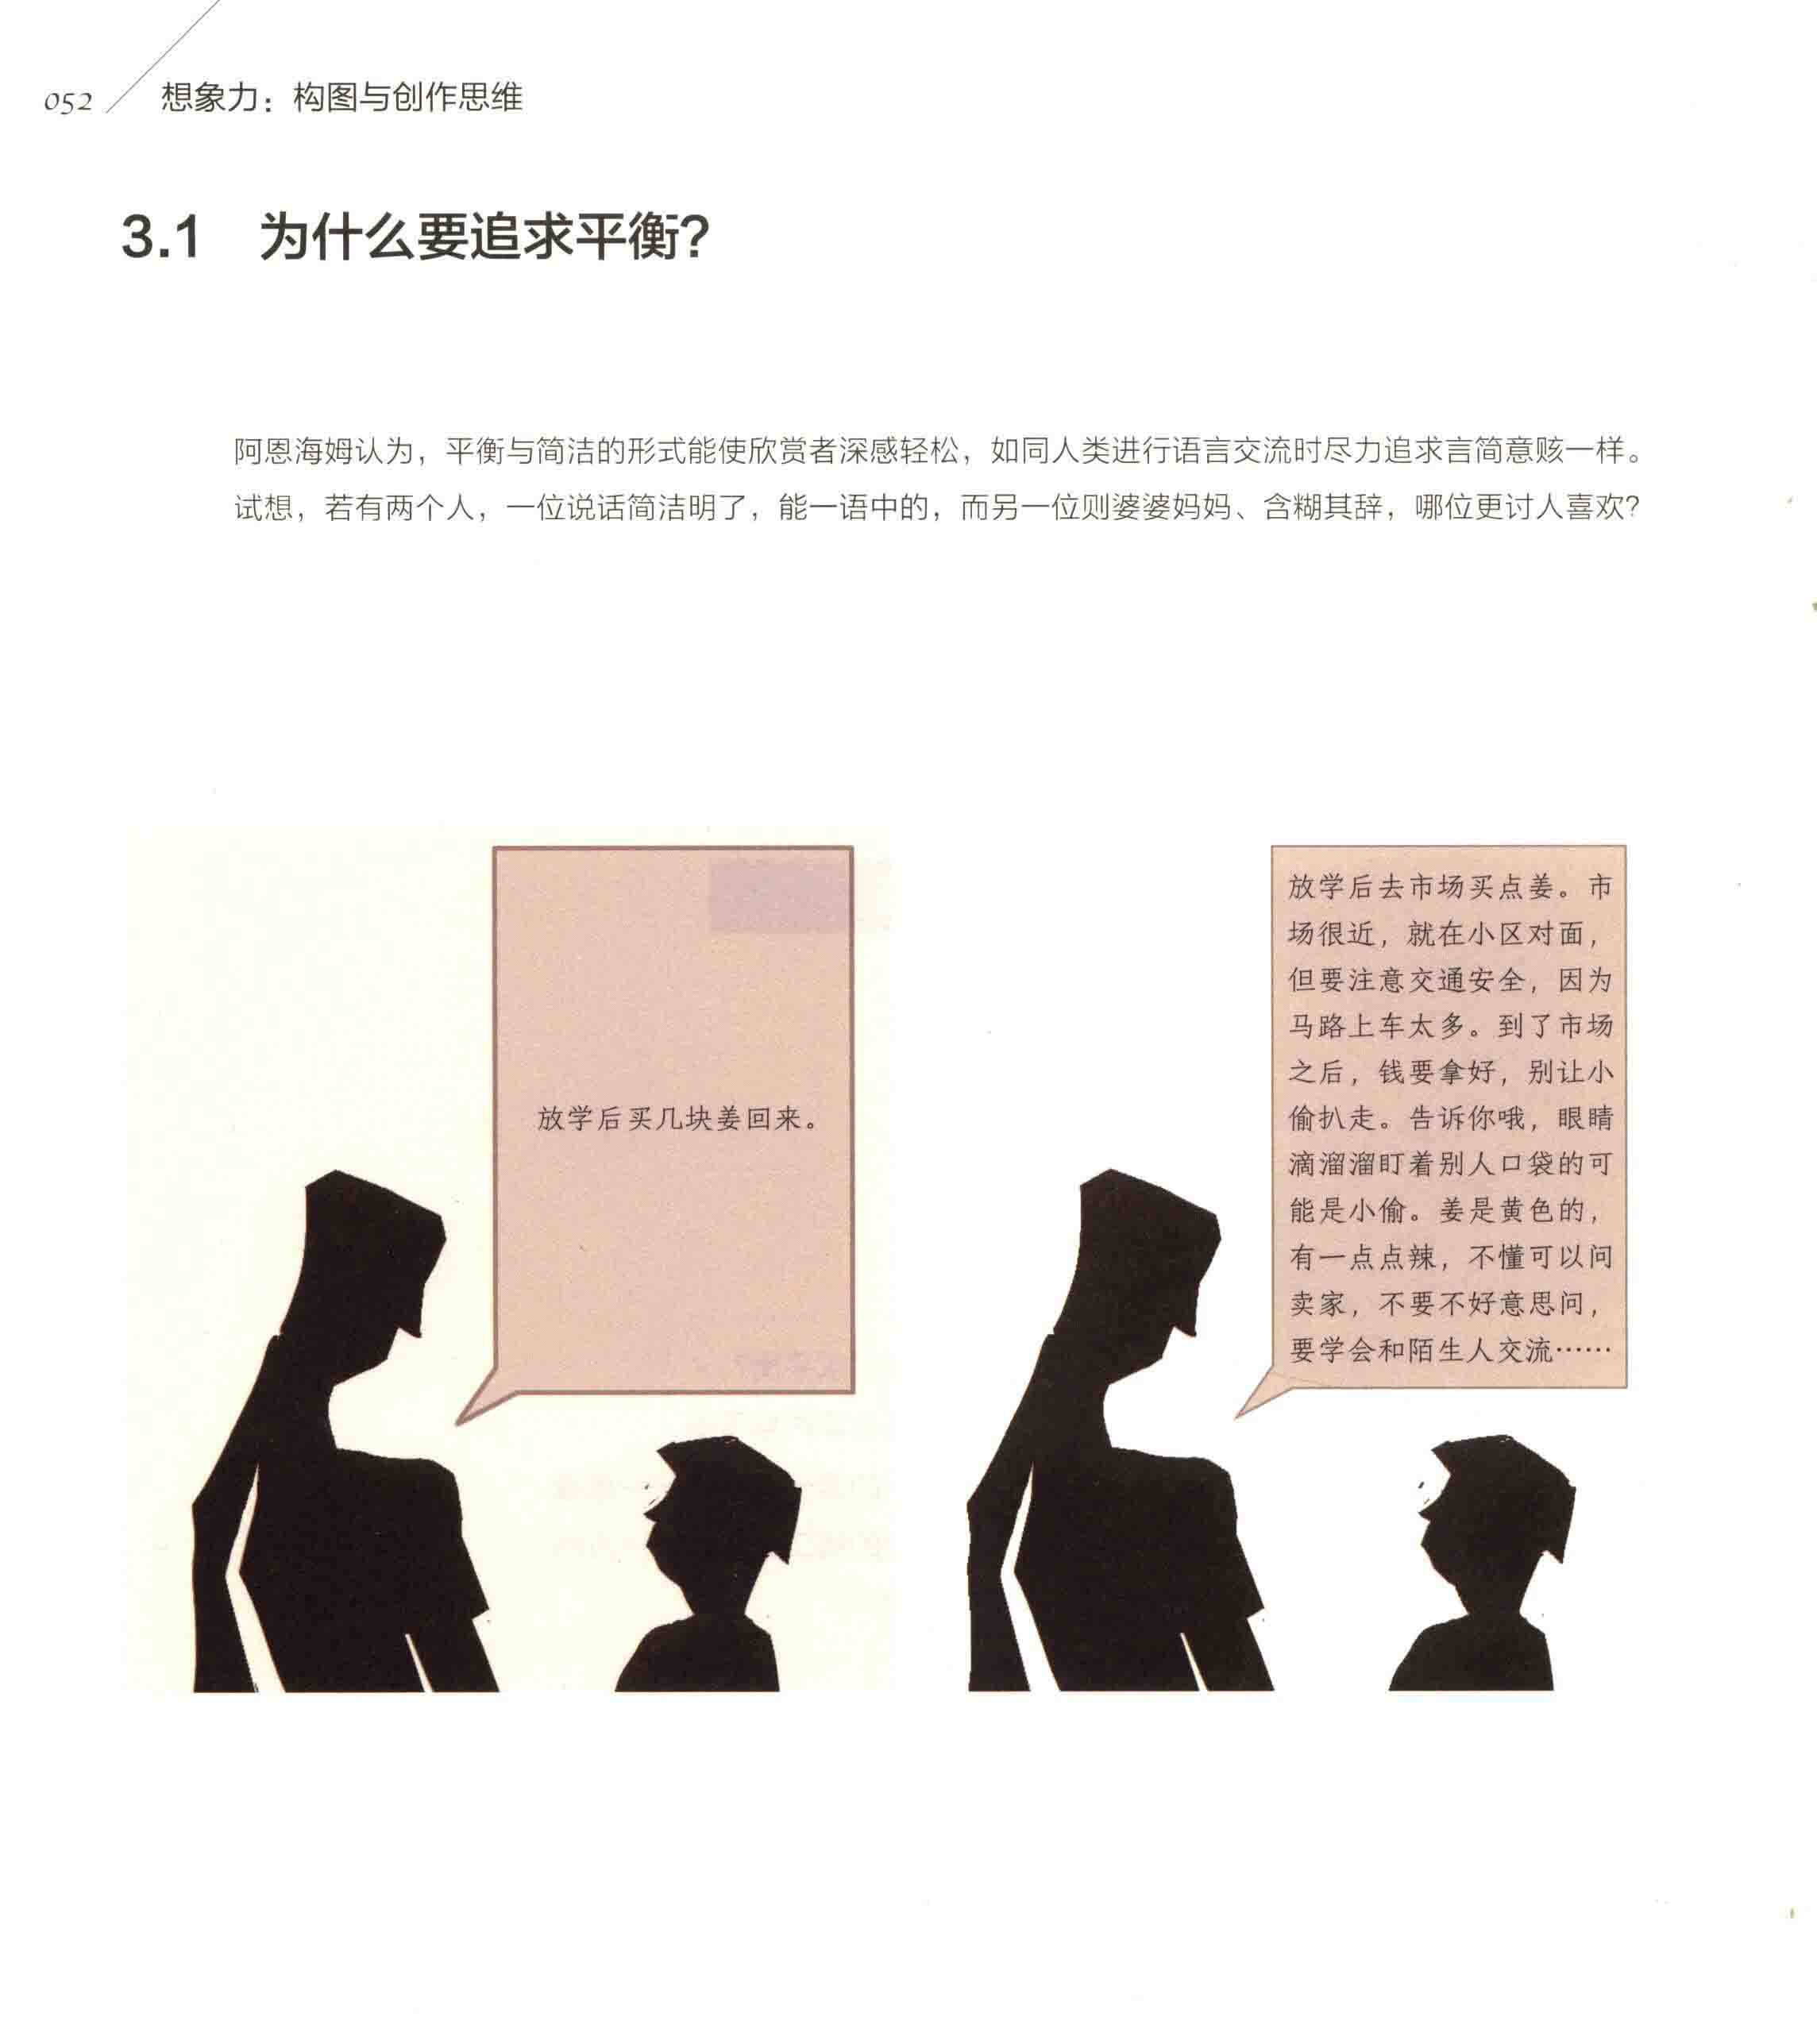 052
想象力：构图与创作思维
3.1 为什么要追求平衡？
阿恩海姆认为，平衡与简洁的形式能使欣赏者深感轻松，如同人类进行语言交流时尽力追求言简意赅一样。
试想，若有两个人，一位说话简洁明了，能一语中的，而另一位则婆婆妈妈、含糊其辞，哪位更讨人喜欢？
放学后买几块姜回来。
放学后去市场买点姜。市
场很近，就在小区对面，
但要注意交通安全，因为
马路上车太多。到了市场
之后，钱要拿好，别让小
偷扒走。告诉你哦，眼睛
滴溜溜盯着别人口袋的可
能是小偷。姜是黄色的，
有一点点辣，不懂可以问
卖家，不要不好意思问，
要学会和陌生人交流……